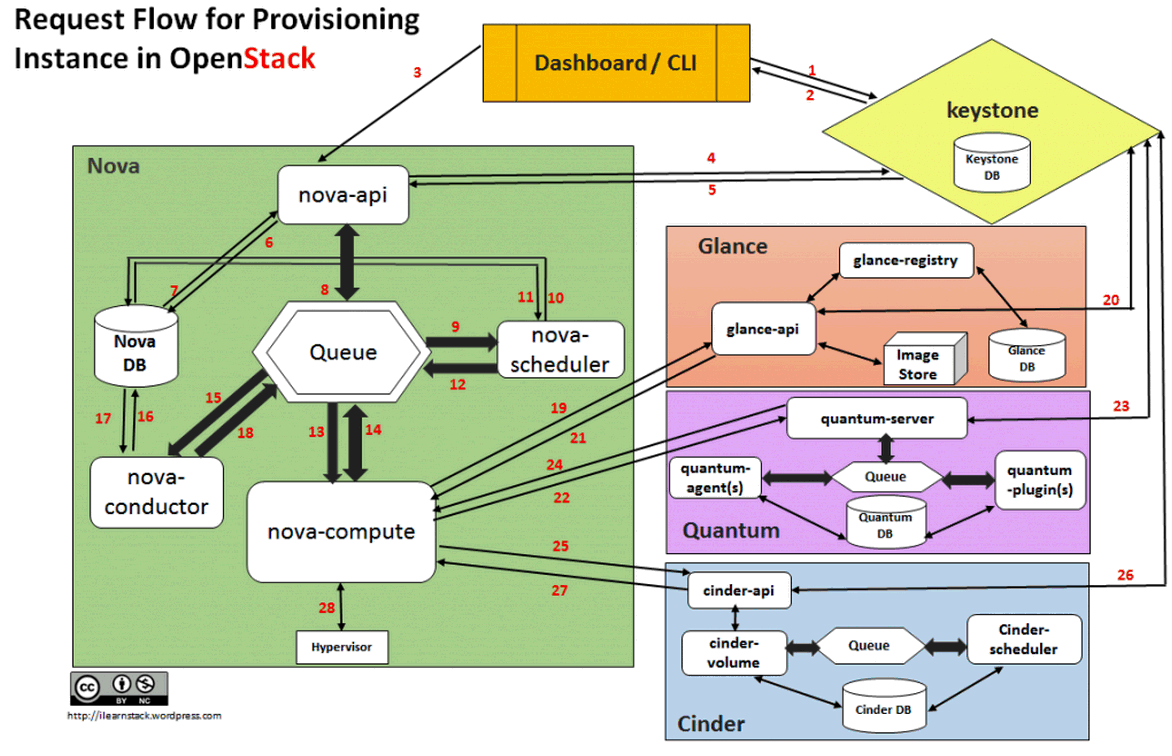 Request Flow for Provisioning
Instance in OpenStack
Dashboard / CLI
1
2
3
keystone
Keystone
DB
Nova
nova-api
4
5
6
7
8
Queue
9
10
11
12
nova-
scheduler
Nova
DB
13
14
15
16
17
18
nova-
conductor
nova-compute
19
21
24
22
25
27
28
Hypervisor
Glance
glance-registry
glance-api
Image
Store
Glance
DB
20
quantum-server
23
quantum-
agent(s)
Queue
quantum
-plugin(s)
Quantum
DB
Quantum
cinder-api
26
cinder-
volume
Queue
Cinder-
scheduler
Cinder DB
Cinder
cc
BY NC
http://ilearnstack.wordpress.com